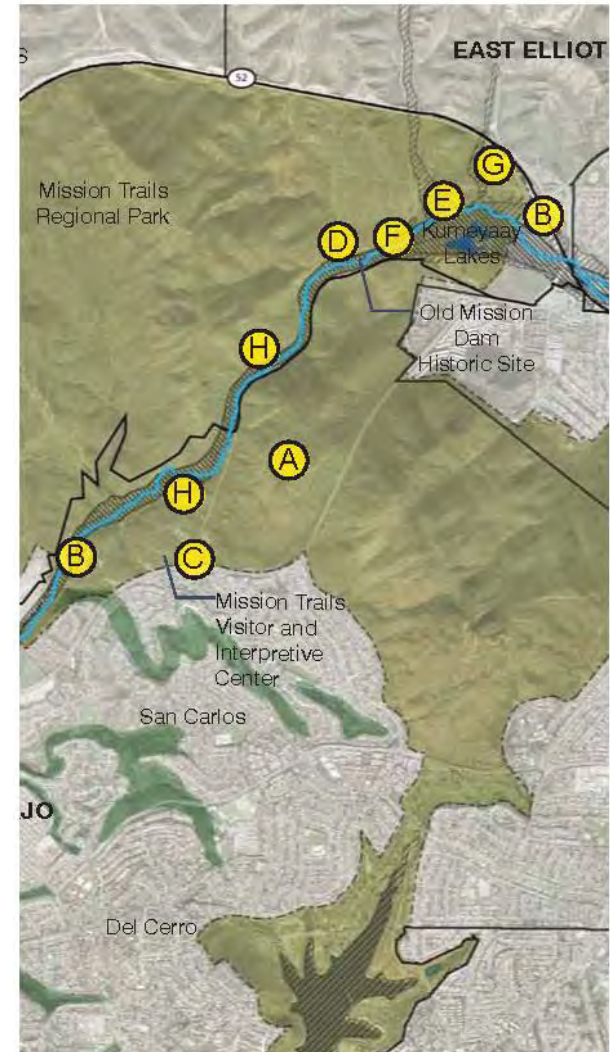 S
EAST ELLIOT
52
G
Mission Trails
Regional Park
E
B
D
F
Kumeyaay
Lakes
Old Mission
Dam
Historic Site
H
A
H
B
C
Mission Trails
Visitor and
Interpretive
Center
San Carlos
JO
Del Cerro